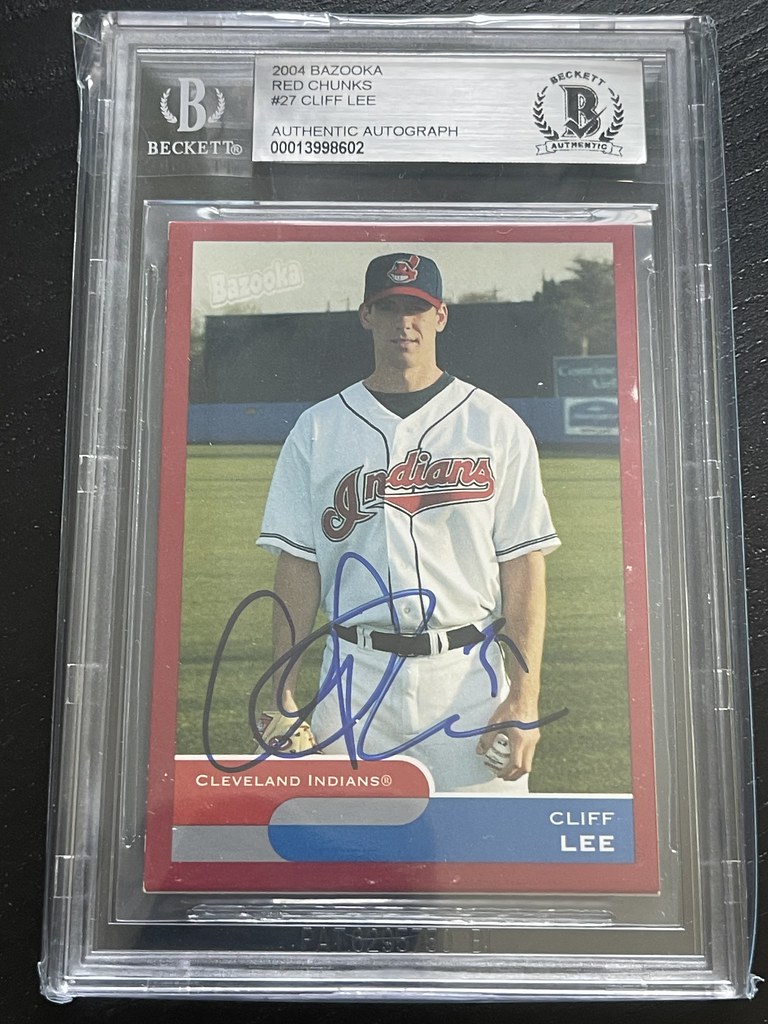 B
BECKETT®
2004 BAZOOKA
RED CHUNKS
#27 CLIFF LEE
AUTHENTIC AUTOGRAPH
00013998602
BECKETT
B
AUTHENTIC
Bazooka
Indians
CLEVELAND INDIANS®
CLIFF
LEE